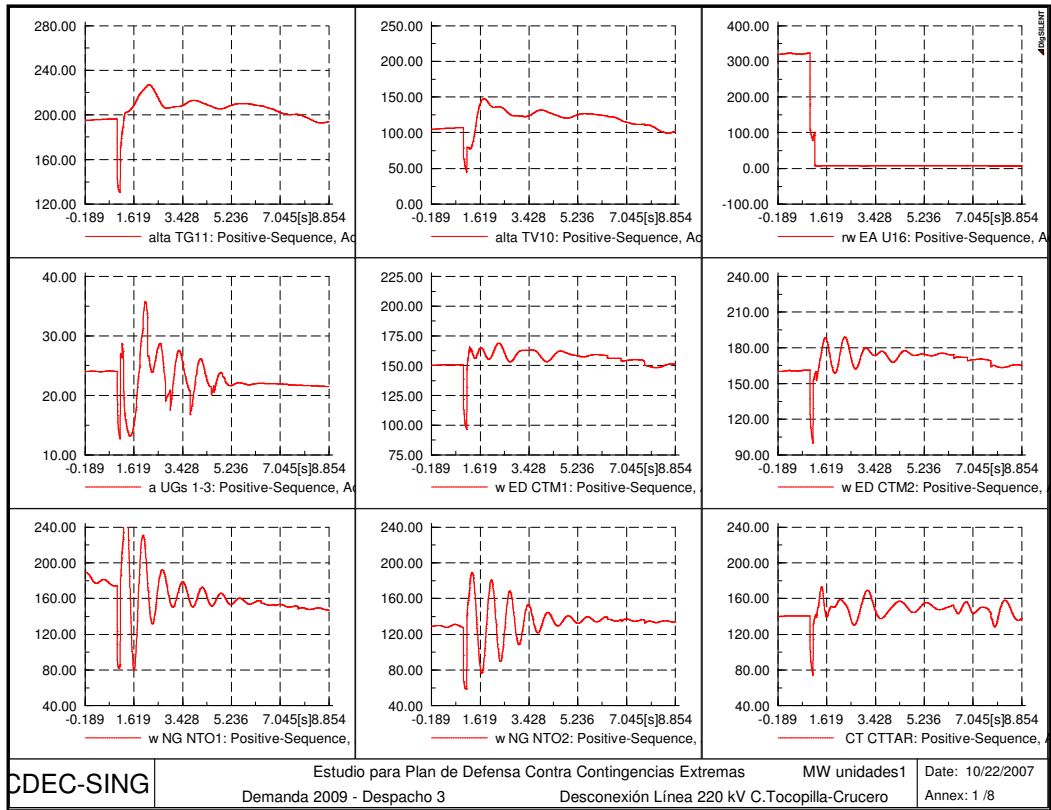 280.00
240.00
200.00
160.00
120.00
-0.189 1.619 3.428 5.236 7.045[s]8.854
alta TG11: Positive-Sequence, Ac
250.00
200.00
150.00
100.00
50.00
0.00
-0.189 1.619 3.428 5.236 7.045[s]8.854
alta TV10: Positive-Sequence, Ac
400.00
300.00
200.00
100.00
0.00
-100.00
-0.189 1.619 3.428 5.236 7.045[s]8.854
rw EA U16: Positive-Sequence, A
DIgSILENT
40.00
30.00
20.00
10.00
-0.189 1.619 3.428 5.236 7.045[s]8.854
a UGs 1-3: Positive-Sequence, Ac
225.00
200.00
175.00
150.00
125.00
100.00
75.00
-0.189 1.619 3.428 5.236 7.045[s]8.854
w ED CTM1: Positive-Sequence, A
240.00
210.00
180.00
150.00
120.00
90.00
-0.189 1.619 3.428 5.236 7.045[s]8.854
w ED CTM2: Positive-Sequence, A
240.00
200.00
160.00
120.00
80.00
40.00
-0.189 1.619 3.428 5.236 7.045[s]8.854
w NG NTO1: Positive-Sequence, A
240.00
200.00
160.00
120.00
80.00
40.00
-0.189 1.619 3.428 5.236 7.045[s]8.854
w NG NTO2: Positive-Sequence, A
240.00
200.00
160.00
120.00
80.00
40.00
-0.189 1.619 3.428 5.236 7.045[s]8.854
CT CTTAR: Positive-Sequence, A
CDEC-SING
Estudio para Plan de Defensa Contra Contingencias Extremas
MW unidades1
Date: 10/22/2007
Demanda 2009 - Despacho 3
Desconexión Línea 220 kV C.Tocopilla-Crucero
Annex: 1 /8